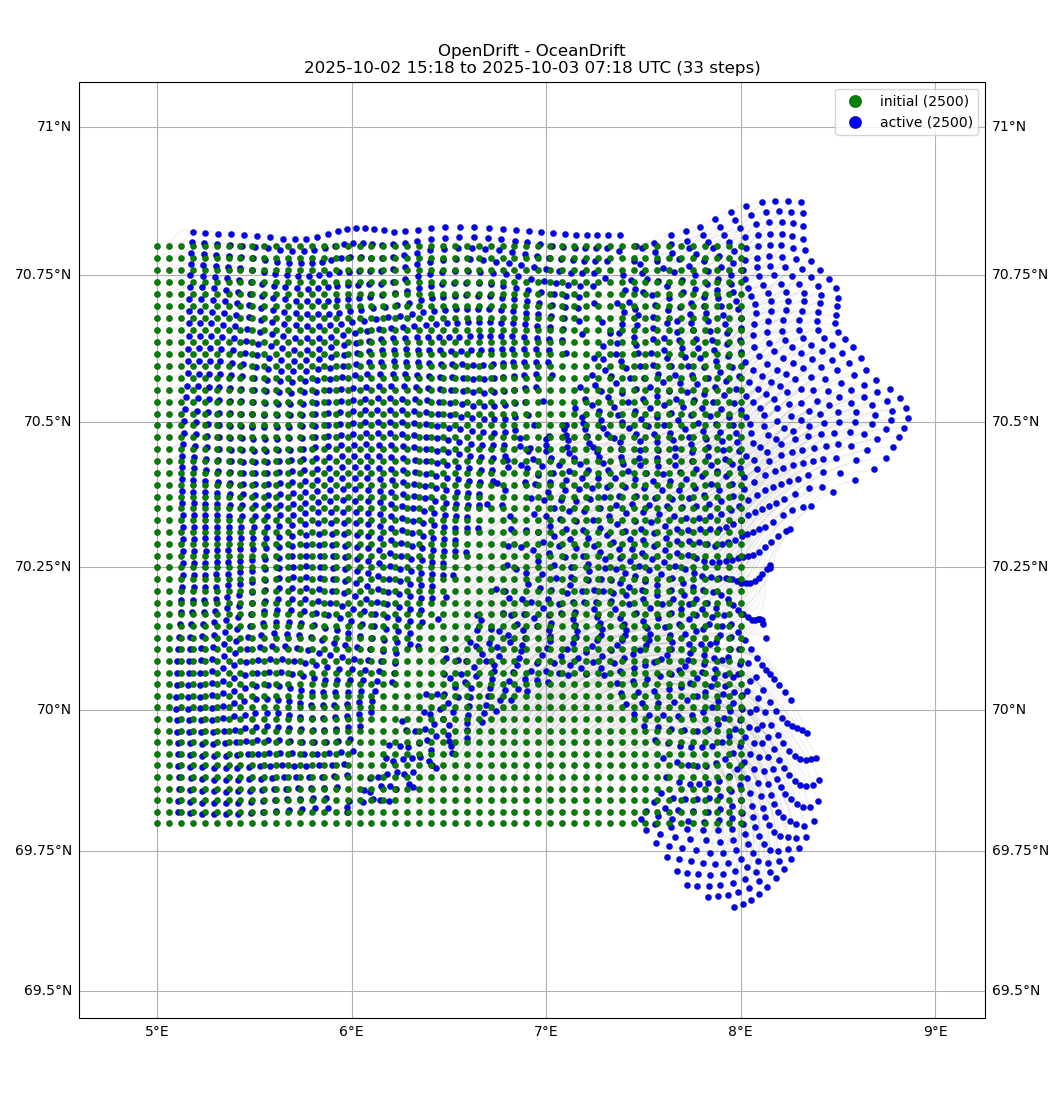 OpenDrift - OceanDrift
2025-10-02 15:18 to 2025-10-03 07:18 UTC (33 steps)
initial (2500)
active (2500)
71°N
71°N
70.75°N
70.75°N
70.5°N
70.5°N
70.25°N
70.25°N
70°N
70°N
69.75°N
69.75°N
69.5°N
69.5°N
5°E
6°E
7°E
8°E
9°E